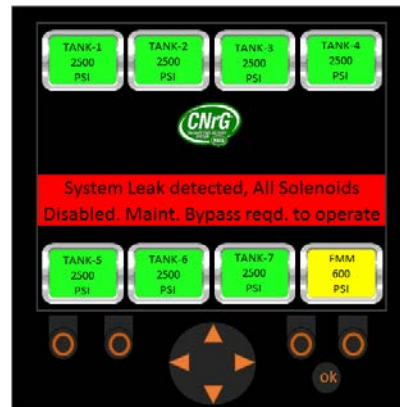 TANK-1
2500
PSI
TANK-2
2500
PSI
TANK-3
2500
PSI
TANK-4
2500
PSI
CNrG
System Leak detected, All Solenoids
Disabled. Maint. Bypass reqd. to operate
TANK-5
2500
PSI
TANK-6
2500
PSI
TANK-7
2500
PSI
FMM
600
PSI
ok